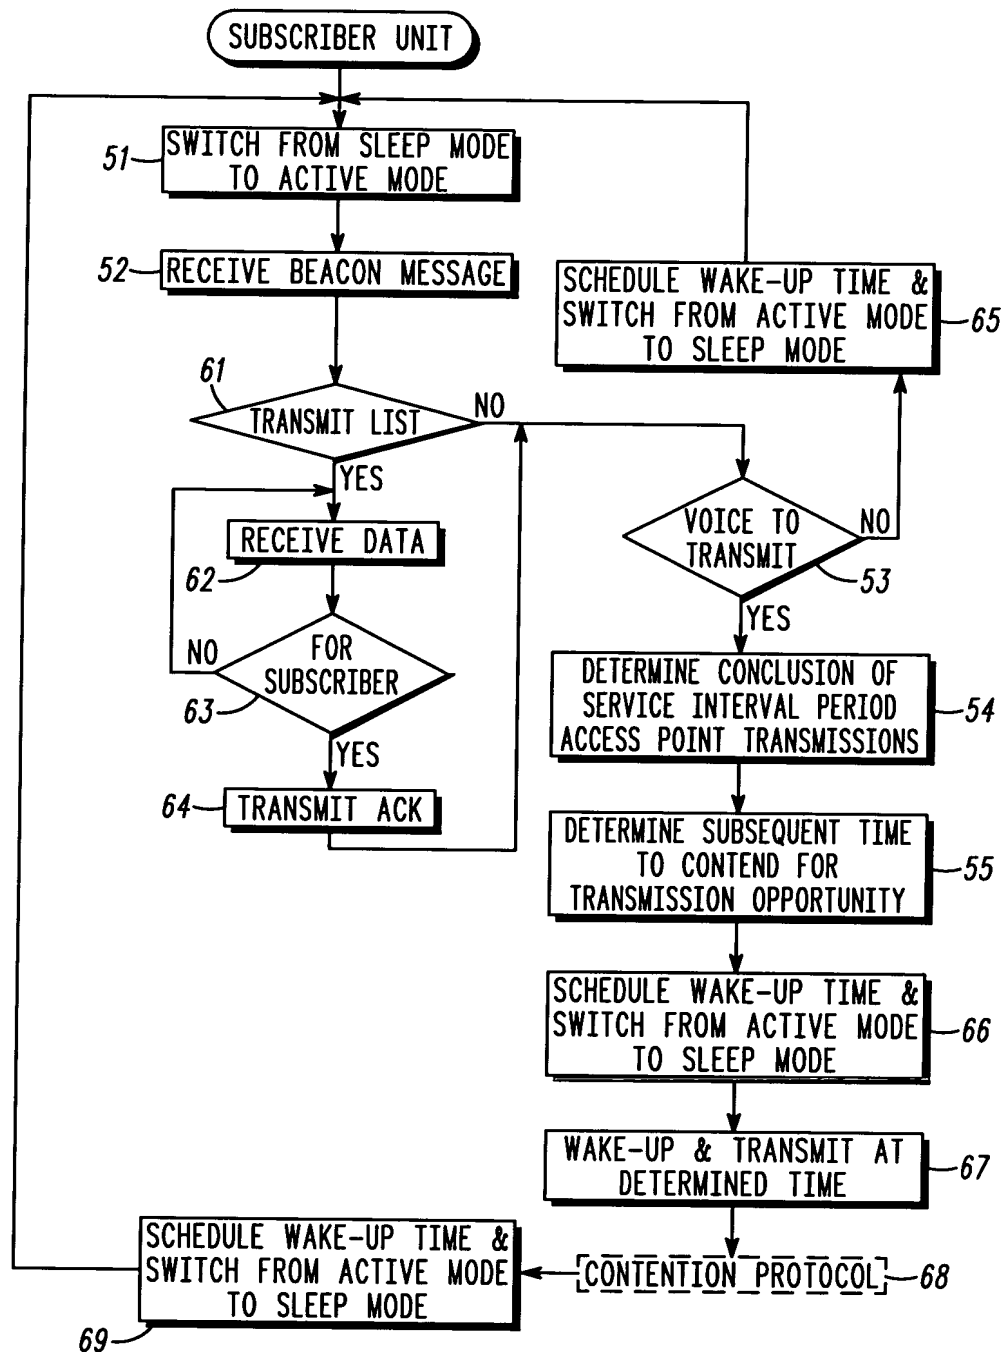 SUBSCRIBER UNIT
51
SWITCH FROM SLEEP MODE
TO ACTIVE MODE
52
RECEIVE BEACON MESSAGE
SCHEDULE WAKE-UP TIME &
SWITCH FROM ACTIVE MODE
TO SLEEP MODE
65
61
TRANSMIT LIST
NO
YES
RECEIVE DATA
62
VOICE TO
TRANSMIT
NO
53
YES
NO
FOR
SUBSCRIBER
63
YES
64
TRANSMIT ACK
DETERMINE CONCLUSION OF
SERVICE INTERVAL PERIOD
ACCESS POINT TRANSMISSIONS
54
DETERMINE SUBSEQUENT TIME
TO CONTEND FOR
TRANSMISSION OPPORTUNITY
55
SCHEDULE WAKE-UP TIME &
SWITCH FROM ACTIVE MODE
TO SLEEP MODE
66
WAKE-UP & TRANSMIT AT
DETERMINED TIME
67
CONTENTION PROTOCOL
68
SCHEDULE WAKE-UP TIME &
SWITCH FROM ACTIVE MODE
TO SLEEP MODE
69